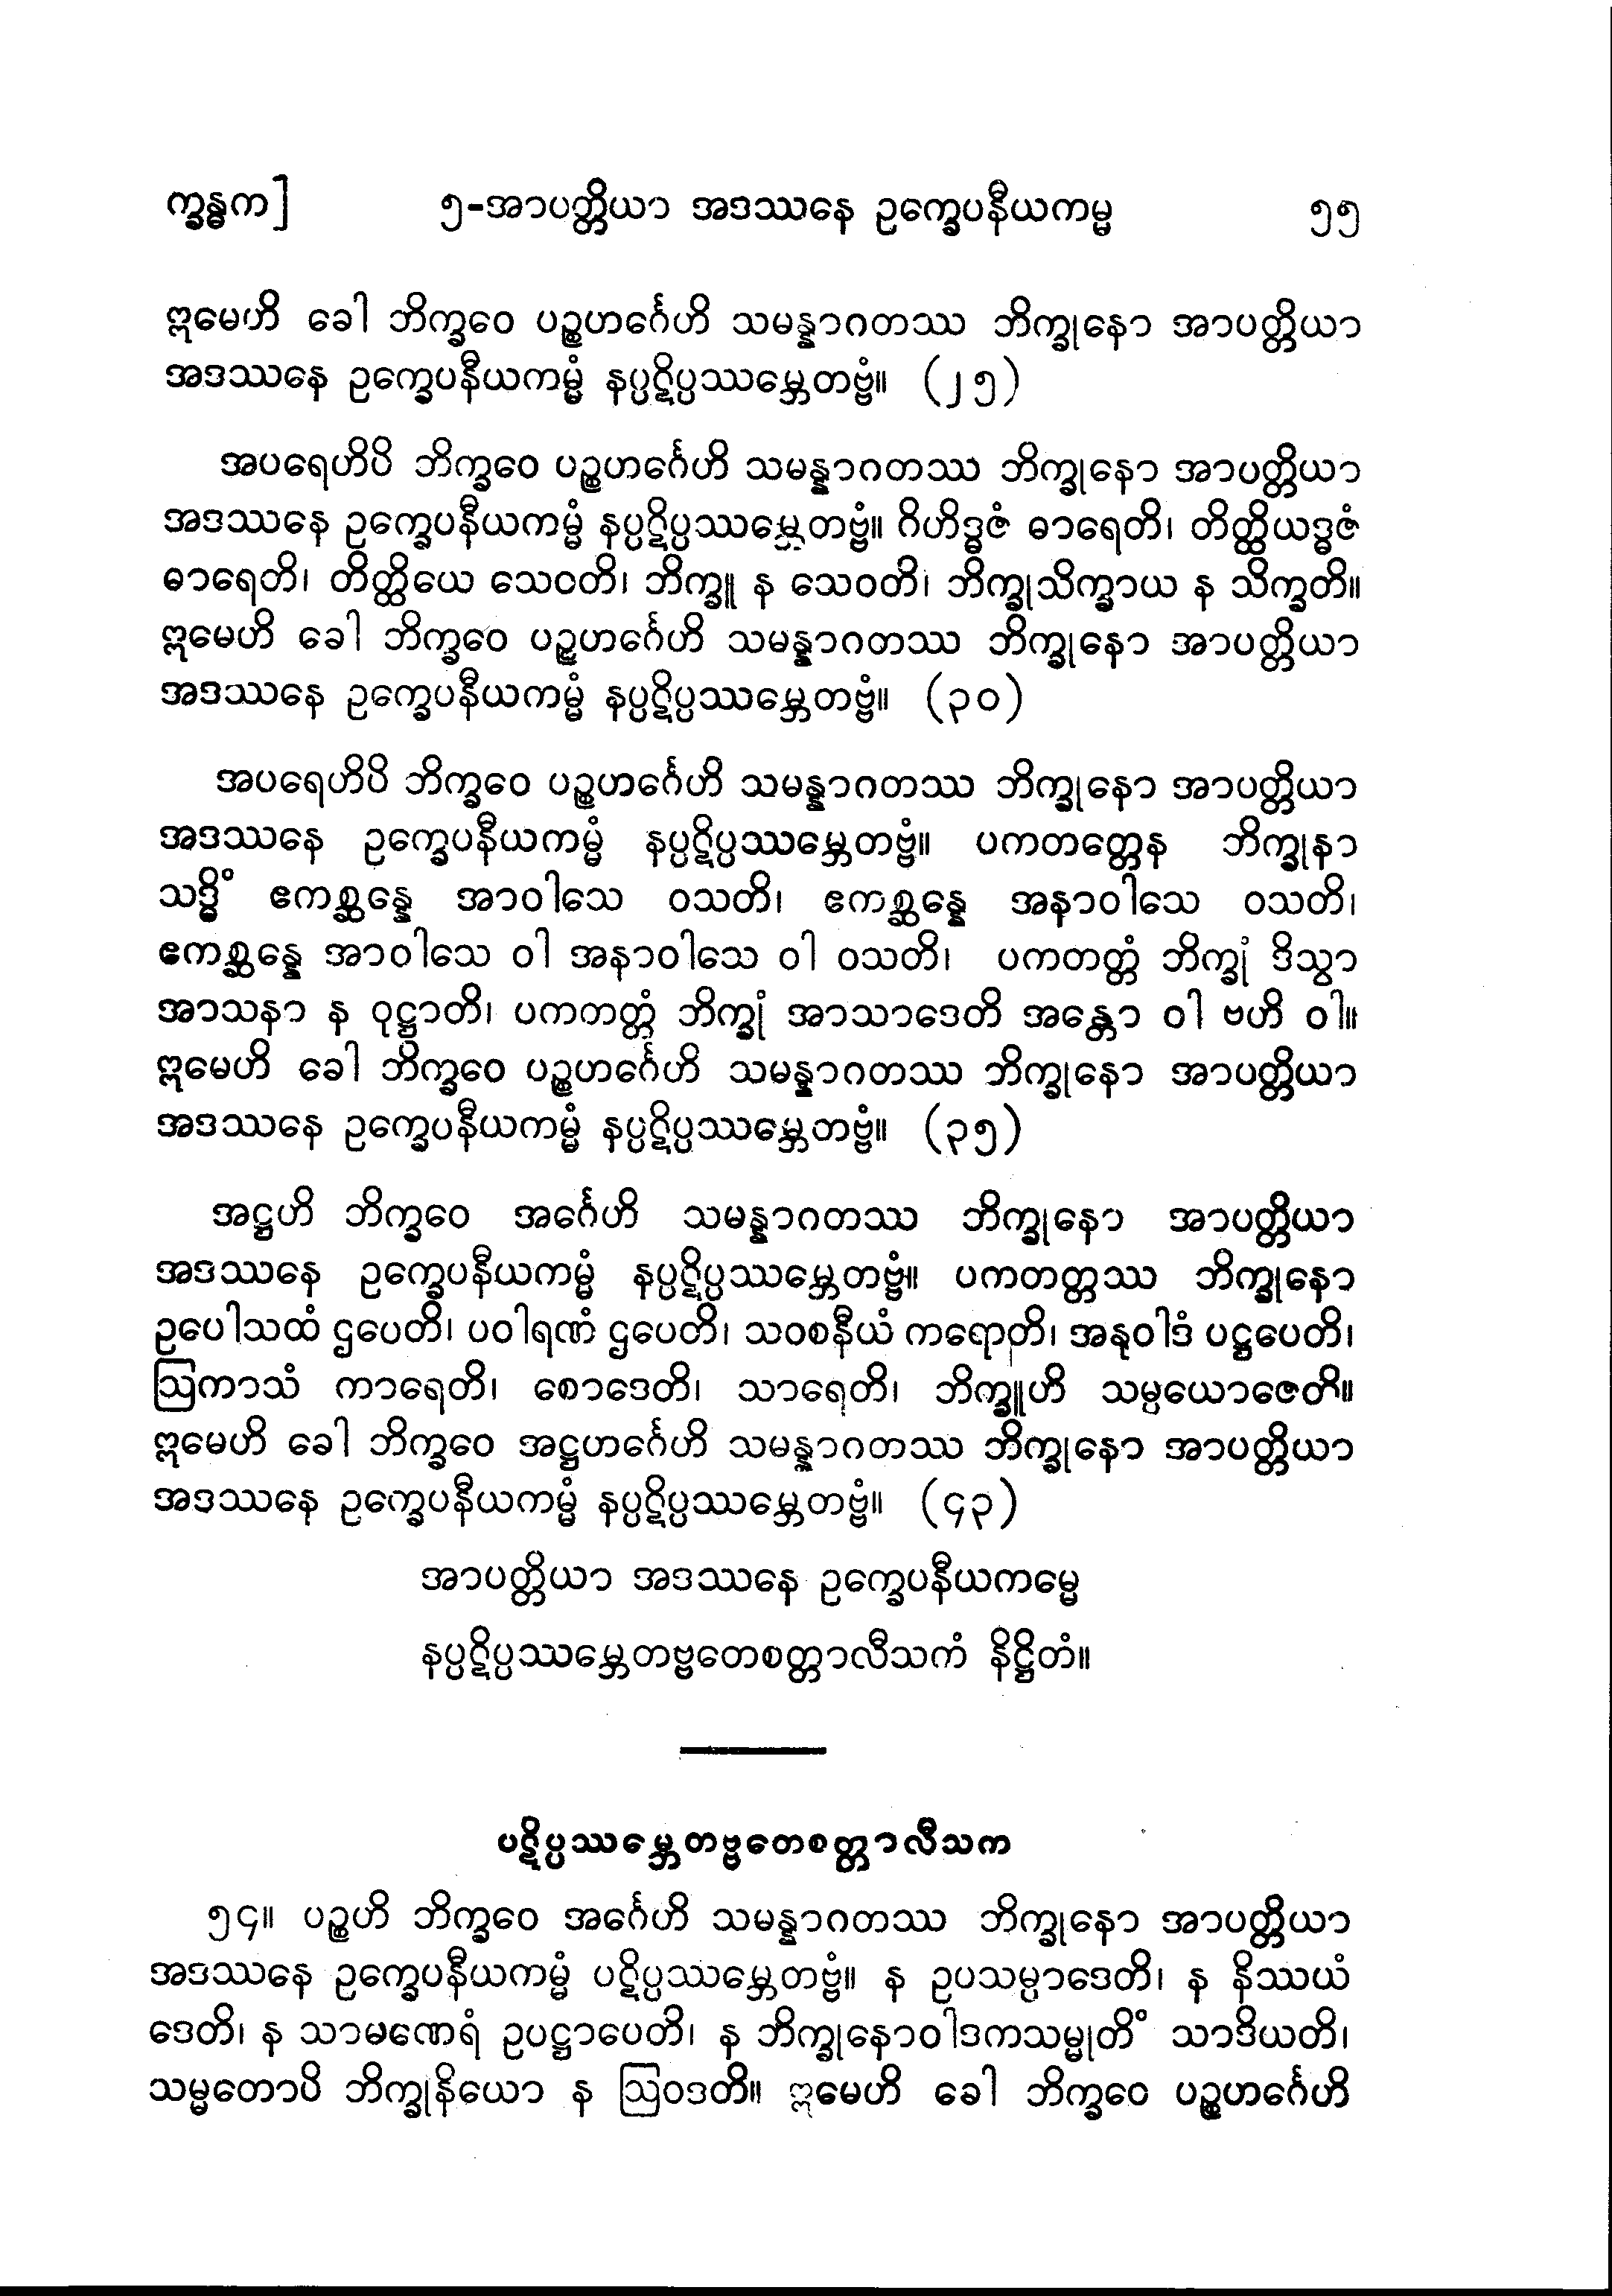 က္ခန္ဓက] ၅-အာပတ္တိယာ အဒဿနေ ဥက္ခေပနီယကမ္မ ၅၅
ဣမေဟိ ခေါ ဘိက္ခဝေ ပဉ္စဟင်္ဂေဟိ သမန္နာဂတဿ ဘိက္ခုနော အာပတ္တိယာ
အဒဿနေ ဥက္ခေပနီယကမ္မံ နပ္ပဋိပ္ပဿမ္ဘေတဗ္ဗံ။ (၂၅)
အပရေဟိပိ ဘိက္ခဝေ ပဉ္စဟင်္ဂေဟိ သမန္နာဂတဿ ဘိက္ခုနော အာပတ္တိယာ
အဒဿနေ ဥက္ခေပနီယကမ္မံ နပ္ပဋိပ္ပဿမ္ဘေတဗ္ဗံ။ ဂိဟိဒ္ဓဇံ ဓာရေတိ၊ တိတ္ထိယဒ္ဓဇံ
ဓာရေတိ၊ တိတ္ထိယေ သေဝတိ၊ ဘိက္ခူ န သေဝတိ၊ ဘိက္ခုသိက္ခာယ န သိက္ခတိ။
ဣမေဟိ ခေါ ဘိက္ခဝေ ပဉ္စဟင်္ဂေဟိ သမန္နာဂတဿ ဘိက္ခုနော အာပတ္တိယာ
အဒဿနေ ဥက္ခေပနီယကမ္မံ နပ္ပဋိပ္ပဿမ္ဘေတဗ္ဗံ။ (၃၀)
အပရေဟိပိ ဘိက္ခဝေ ပဉ္စဟင်္ဂေဟိ သမန္နာဂတဿ ဘိက္ခုနော အာပတ္တိယာ
အဒဿနေ ဥက္ခေပနီယကမ္မံ နပ္ပဋိပ္ပဿမ္ဘေတဗ္ဗံ။ ပကတတ္တေန ဘိက္ခုနာ
သဒ္ဓိံ ဧကစ္ဆန္နေ အာဝါသေ ဝသတိ၊ ဧကစ္ဆန္နေ အနာဝါသေ ဝသတိ၊
ဧကစ္ဆန္နေ အာဝါသေ ဝါ အနာဝါသေ ဝါ ဝသတိ၊ ပကတတ္တံ ဘိက္ခုံ ဒိသွာ
အာသနာ န ဝုဋ္ဌာတိ၊ ပကတတ္တံ ဘိက္ခုံ အာသာဒေတိ အန္တော ဝါ ဗဟိ ဝါ။
ဣမေဟိ ခေါ ဘိက္ခဝေ ပဉ္စဟင်္ဂေဟိ သမန္နာဂတဿ ဘိက္ခုနော အာပတ္တိယာ
အဒဿနေ ဥက္ခေပနီယကမ္မံ နပ္ပဋိပ္ပဿမ္ဘေတဗ္ဗံ။ (၃၅)
အဋ္ဌဟိ ဘိက္ခဝေ အင်္ဂေဟိ သမန္နာဂတဿ ဘိက္ခုနော အာပတ္တိယာ
အဒဿနေ ဥက္ခေပနီယကမ္မံ နပ္ပဋိပ္ပဿမ္ဘေတဗ္ဗံ။ ပကတတ္တဿ ဘိက္ခုနော
ဥပေါသထံ ဌပေတိ၊ ပဝါရဏံ ဌပေတိ၊ သဝစနီယံ ကရောတိ၊ အနုဝါဒံ ပဋ္ဌပေတိ၊
ဩကာသံ ကာရေတိ၊ စောဒေတိ၊ သာရေတိ၊ ဘိက္ခူဟိ သမ္ပယောဇေတိ။
ဣမေဟိ ခေါ ဘိက္ခဝေ အဋ္ဌဟင်္ဂေဟိ သမန္နာဂတဿ ဘိက္ခုနော အာပတ္တိယာ
အဒဿနေ ဥက္ခေပနီယကမ္မံ နပ္ပဋိပ္ပဿမ္ဘေတဗ္ဗံ။ (၄၃)
အာပတ္တိယာ အဒဿနေ ဥက္ခေပနီယကမ္မေ
နပ္ပဋိပ္ပဿမ္ဘေတဗ္ဗတေစတ္တာလီသကံ နိဋ္ဌိတံ။
ပဋိပ္ပဿမ္ဘေတဗ္ဗတေစတ္တာလီသက
၅၄။ ပဉ္စဟိ ဘိက္ခဝေ အင်္ဂေဟိ သမန္နာဂတဿ ဘိက္ခုနော အာပတ္တိယာ
အဒဿနေ ဥက္ခေပနီယကမ္မံ ပဋိပ္ပဿမ္ဘေတဗ္ဗံ။ န ဥပသမ္ပာဒေတိ၊ န နိဿယံ
ဒေတိ၊ န သာမဏေရံ ဥပဋ္ဌာပေတိ၊ န ဘိက္ခုနောဝါဒကသမ္မုတိံ သာဒိယတိ၊
သမ္မတောပိ ဘိက္ခုနိယော န ဩဝဒတိ။ ဣမေဟိ ခေါ ဘိက္ခဝေ ပဉ္စဟင်္ဂေဟိ